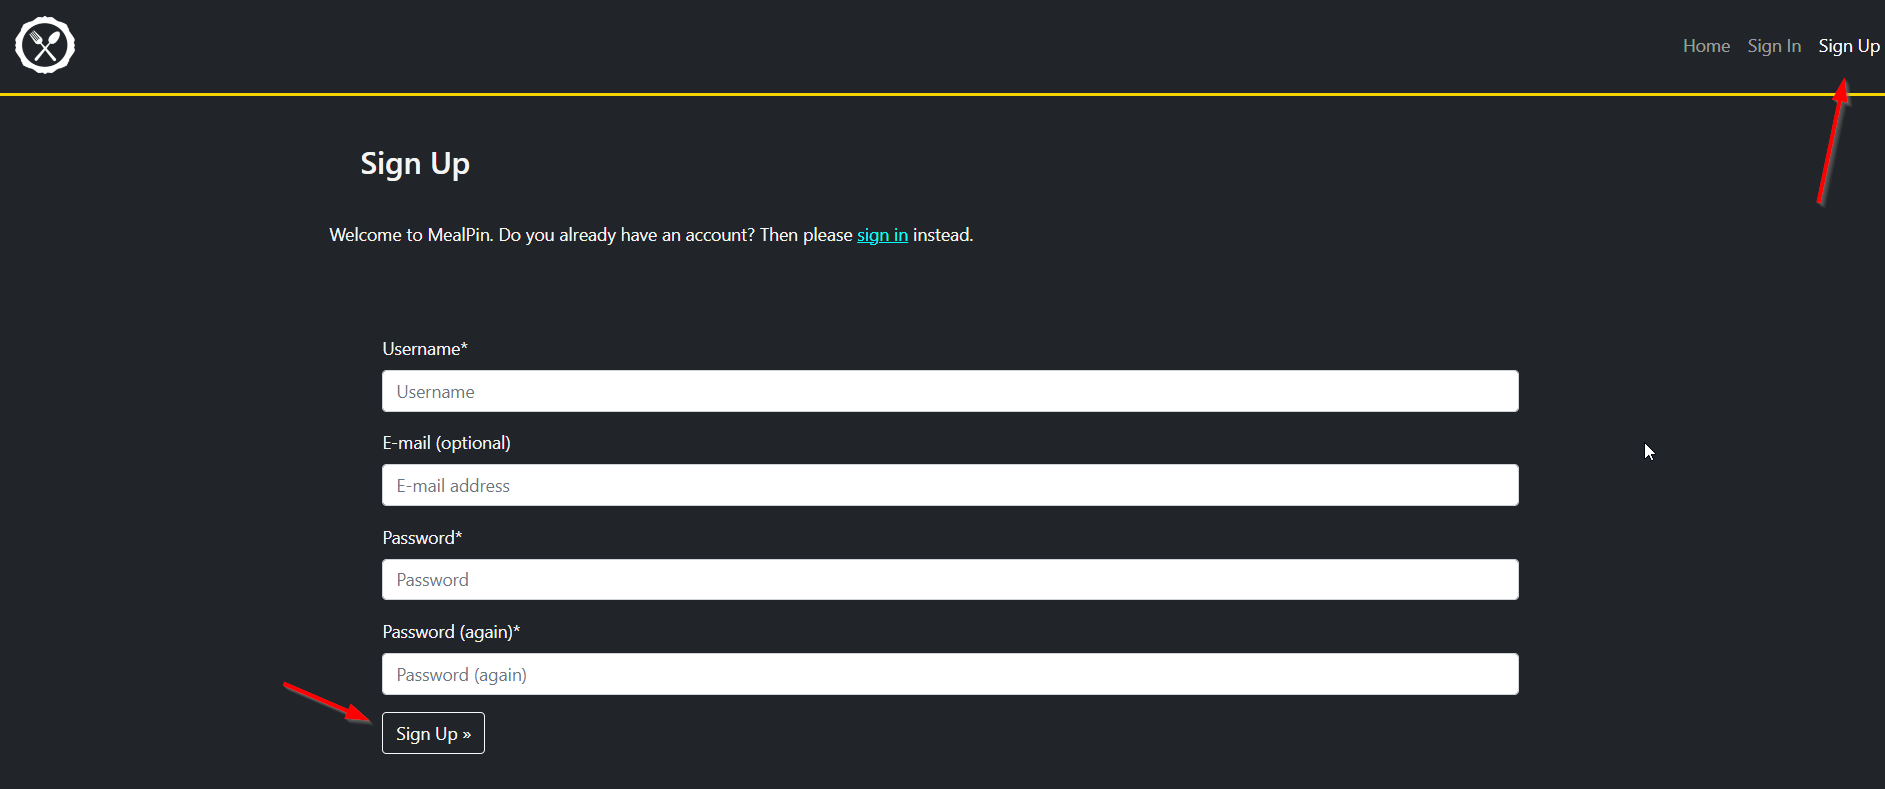 Home Sign In Sign Up
Sign Up
Welcome to MealPin. Do you already have an account? Then please sign in instead.
Username*
Username
E-mail (optional)
E-mail address
Password*
Password
Password (again)*
Password (again)
Sign Up »